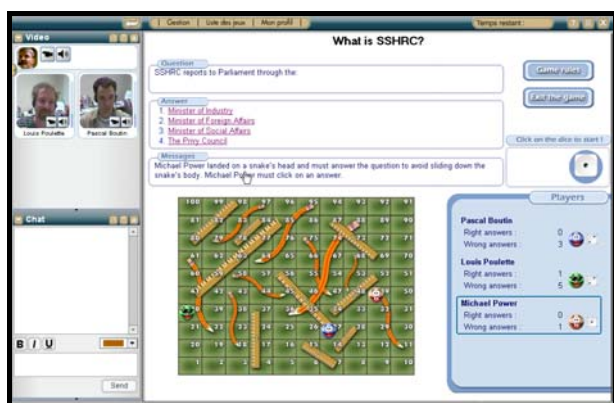 Gestion | Liste des jeux | Mon profil |
Temps restant :
Video
Louis Poulette
Pascal Boutin
Chat
B I U
Send
What is SSHRC?
Question
SSHRC reports to Parliament through the:
Answer
1. Minister of Industry
2. Minister of Foreign Affairs
3. Minister of Social Affairs
4. The Privy Council
Messages
Michael Power landed on a snake's head and must answer the question to avoid sliding down the
snake's body. Michael Power must click on an answer.
Game rules
Exit the game
Click on the dice to start !
Players
Pascal Boutin
Right answers : 0
Wrong answers : 3
Louis Poulette
Right answers : 1
Wrong answers : 5
Michael Power
Right answers : 0
Wrong answers : 1